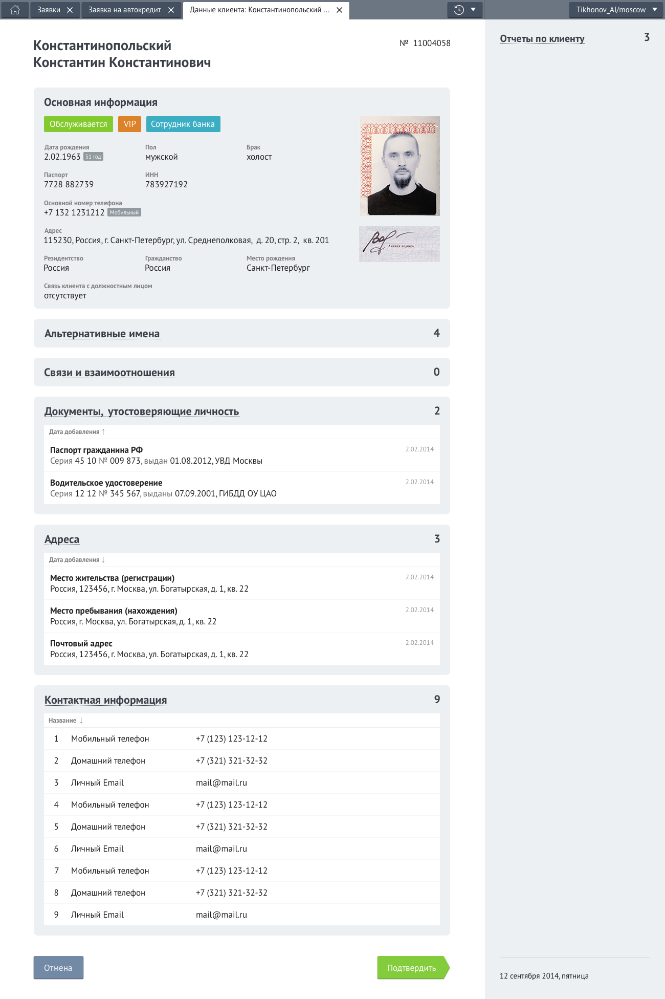 Заявки
Заявка на автокредит
Данные клиента: Константинопольский ...
Tikhonov_AI/moscow
Константинопольский
Константин Константинович
№ 11004058
Отчеты по клиенту 3
Основная информация
Обслуживается VIP Сотрудник банка
Дата рождения Пол Брак
2.02.1963 51 год мужской холост
Паспорт ИНН
7728 882739 783927192
Основной номер телефона
+7 132 1231212 Мобильный
Адрес
115230, Россия, г. Санкт-Петербург, ул. Среднеполковая, д. 20, стр. 2, кв. 201
Личная подпись
Резидентство Гражданство Место рождения
Россия Россия Санкт-Петербург
Связь клиента с должностным лицом
отсутствует
Альтернативные имена 4
Связи и взаимоотношения 0
Документы, утостоверяющие личность 2
Дата добавления ↑
Паспорт гражданина РФ 2.02.2014
Серия 45 10 № 009 873, выдан 01.08.2012, УВД Москвы
Водительское удостоверение 2.02.2014
Серия 12 12 № 345 567, выданы 07.09.2001, ГИБДД ОУ ЦАО
Адреса 3
Дата добавления ↓
Место жительства (регистрации) 2.02.2014
Россия, 123456, г. Москва, ул. Богатырская, д. 1, кв. 22
Место пребывания (нахождения) 2.02.2014
Россия, г. Москва, ул. Богатырская, д. 1, кв. 22
Почтовый адрес 2.02.2014
Россия, 123456, г. Москва, ул. Богатырская, д. 1, кв. 22
Контактная информация 9
Название ↓
1 Мобильный телефон +7 (123) 123-12-12
2 Домашний телефон +7 (321) 321-32-32
3 Личный Email mail@mail.ru
4 Мобильный телефон +7 (123) 123-12-12
5 Домашний телефон +7 (321) 321-32-32
6 Личный Email mail@mail.ru
7 Мобильный телефон +7 (123) 123-12-12
8 Домашний телефон +7 (321) 321-32-32
9 Личный Email mail@mail.ru
Отмена
Подтвердить
12 сентября 2014, пятница